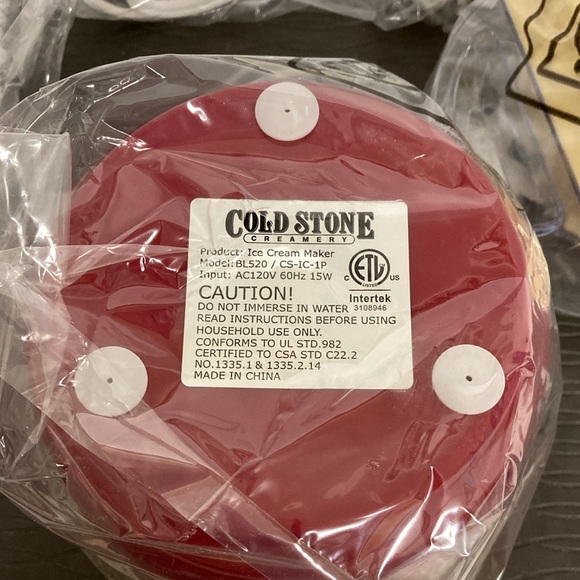 COLD STONE
CREAMERY
Product: Ice Cream Maker
Model:BL520 / CS-IC-1P
Input: AC120V 60Hz 15W
C ETL US
LISTED
Intertek
3108946
CAUTION!
DO NOT IMMERSE IN WATER
READ INSTRUCTIONS BEFORE USING
HOUSEHOLD USE ONLY.
CONFORMS TO UL STD.982
CERTIFIED TO CSA STD C22.2
NO.1335.1 & 1335.2.14
MADE IN CHINA